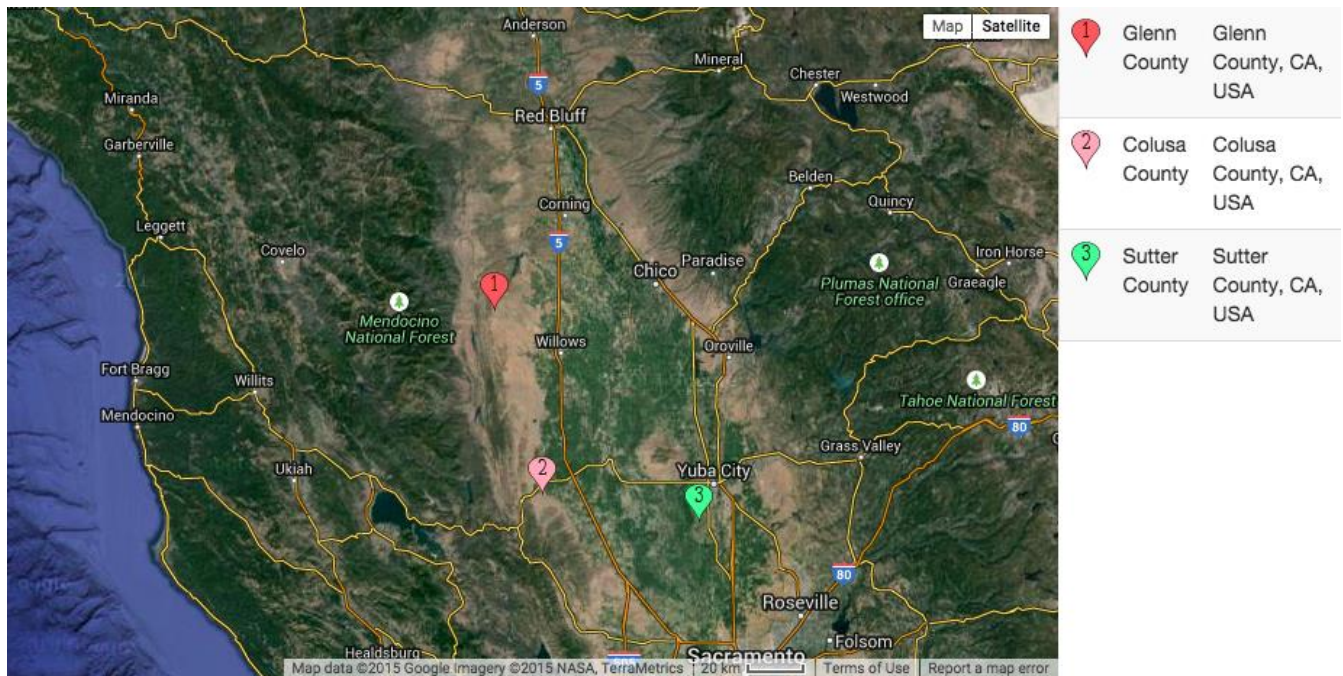 Anderson
Map Satellite
5
Mineral
Chester
Westwood
Miranda
Red Bluff
Garberville
Belden
Quincy
Corning
Leggett
5
Covelo
Iron Horse
Paradise
Chico
Graeagle
Plumas National
Forest office
1
Mendocino
National Forest
Willows
Oroville
Fort Bragg
Willits
Tahoe National Forest
Mendocino
80
Grass Valley
Ukiah
2
Yuba City
3
80
Roseville
Folsom
Healdsburg
Sacramento
Map data ©2015 Google Imagery ©2015 NASA, TerraMetrics
20 km
Terms of Use
Report a map error
1
Glenn
County
Glenn
County, CA,
USA
2
Colusa
County
Colusa
County, CA,
USA
3
Sutter
County
Sutter
County, CA,
USA